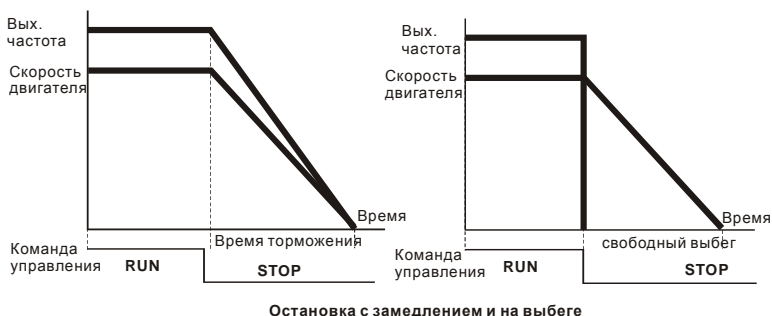 Вых.
частота
Скорость
двигателя
Время
Время торможения
Команда
управления
RUN
STOP
Вых.
частота
Скорость
двигателя
Время
свободный выбег
Команда
управления
RUN
STOP
Остановка с замедлением и на выбеге